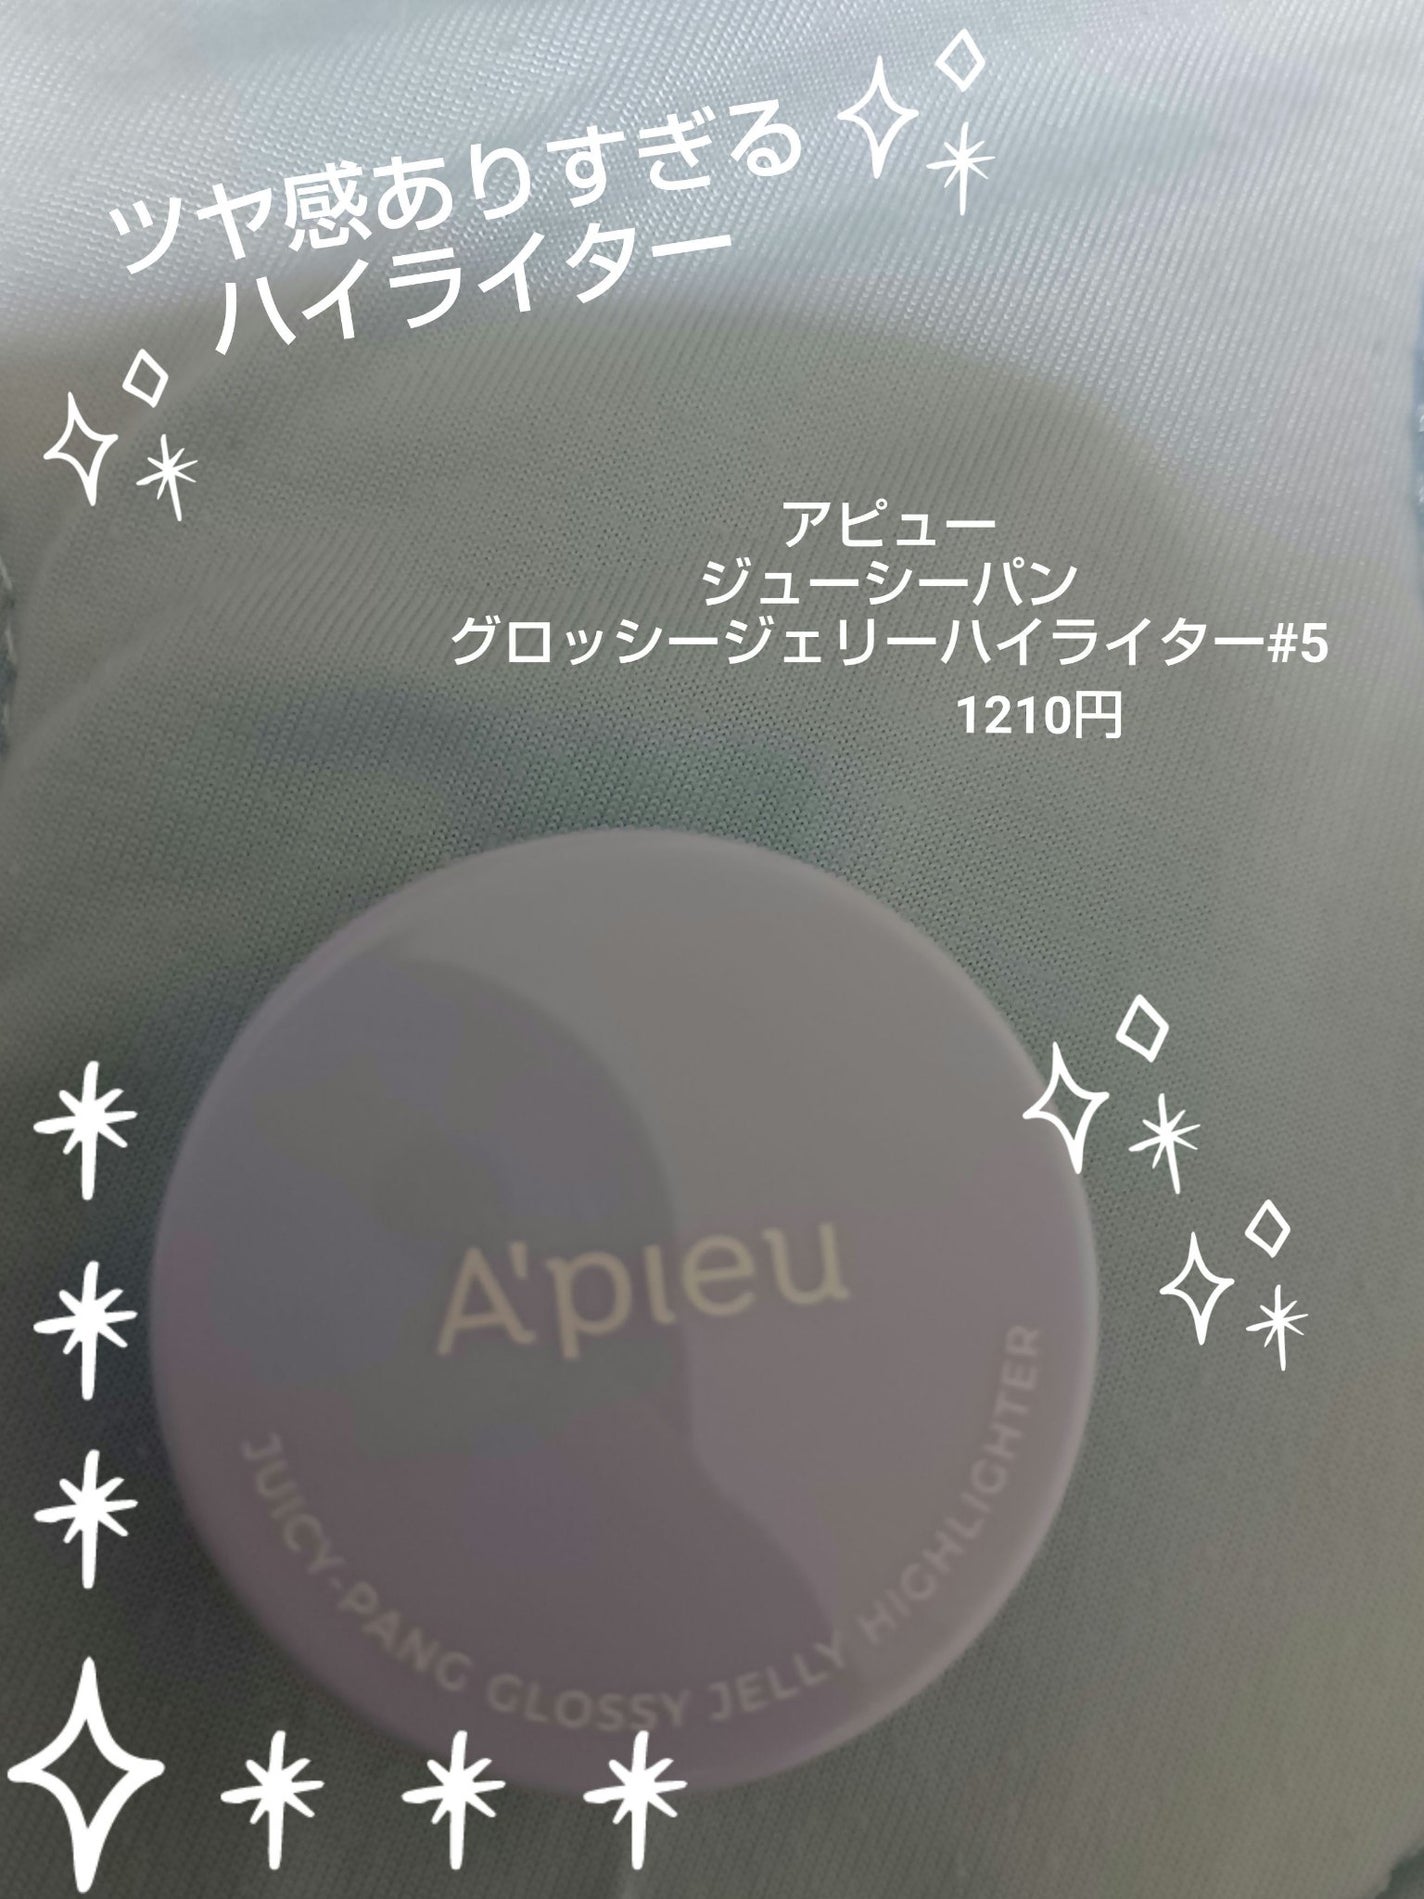 ツヤ感ありすぎる
ハイライター
アピュー
ジューシーパン
グロッシージェリーハイライター#5
1210円
A'pieu
JUICY-PANG GLOSSY JELLY HIGHLIGHTER